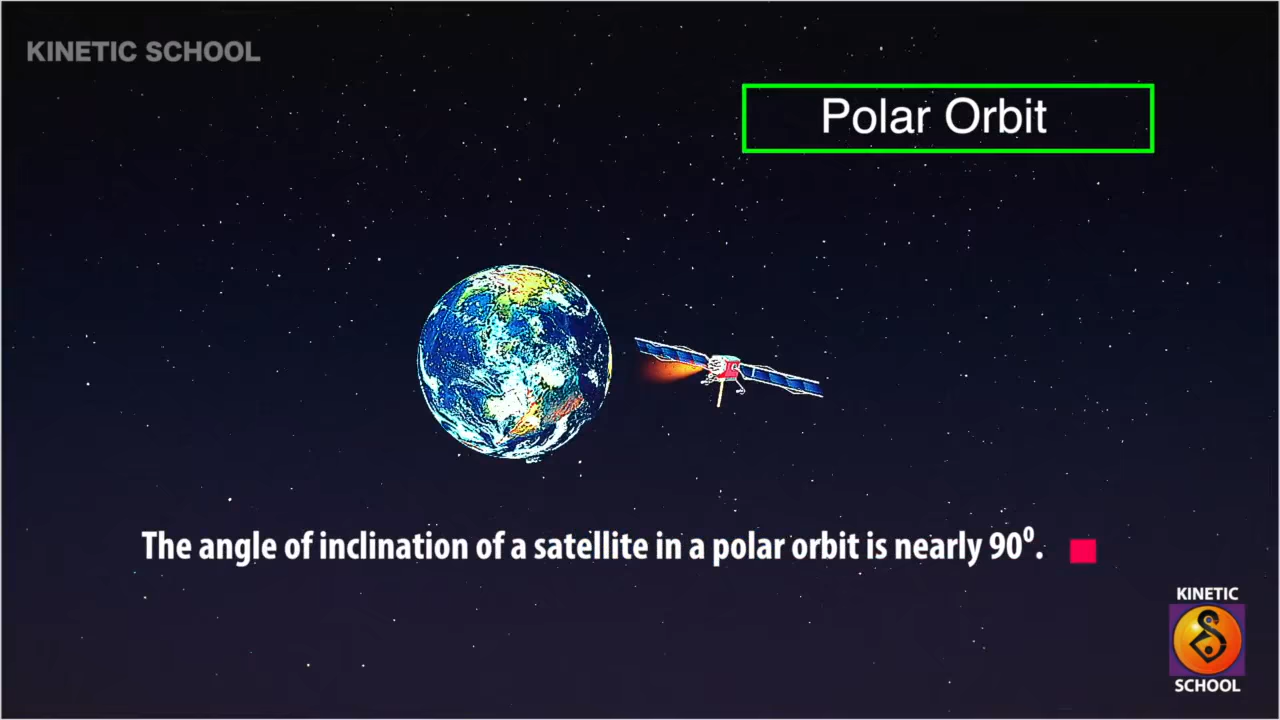 KINETIC SCHOOL
Polar Orbit
The angle of inclination of a satellite in a polar orbit is nearly 90⁰.
KINETIC
SCHOOL